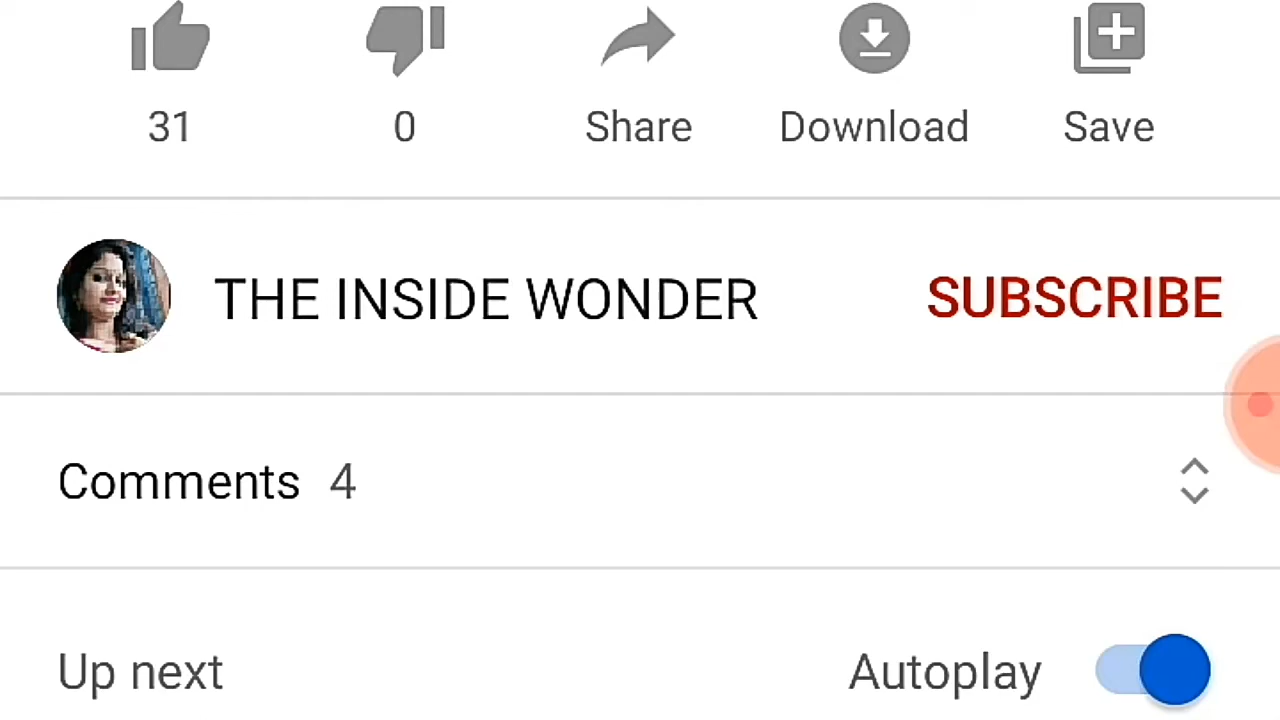 31 0 Share Download Save
THE INSIDE WONDER SUBSCRIBE
Comments 4
Up next Autoplay